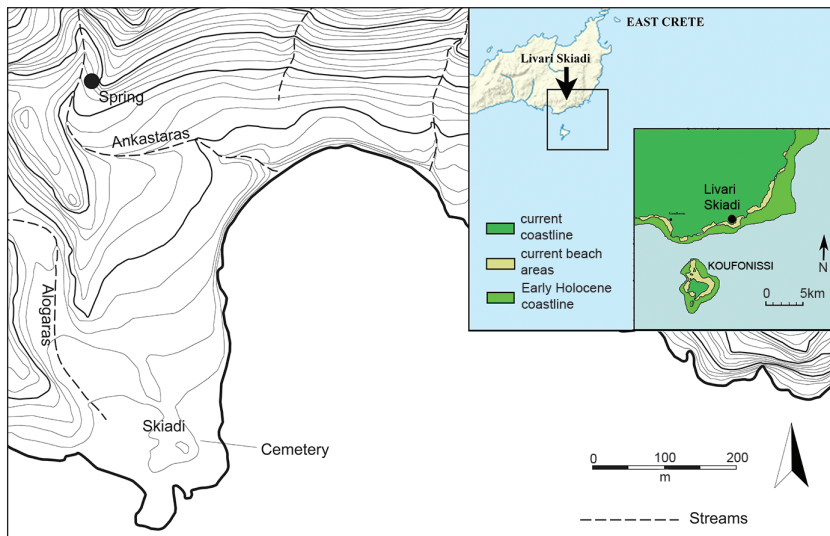 EAST CRETE
Livari Skiadi
Spring
Ankastaras
Livari
Skiadi
current
coastline
current beach
areas
Early Holocene
coastline
KOUFONISSI
N
0 5km
Alogaras
Skiadi
Cemetery
0 100 200
m
Streams